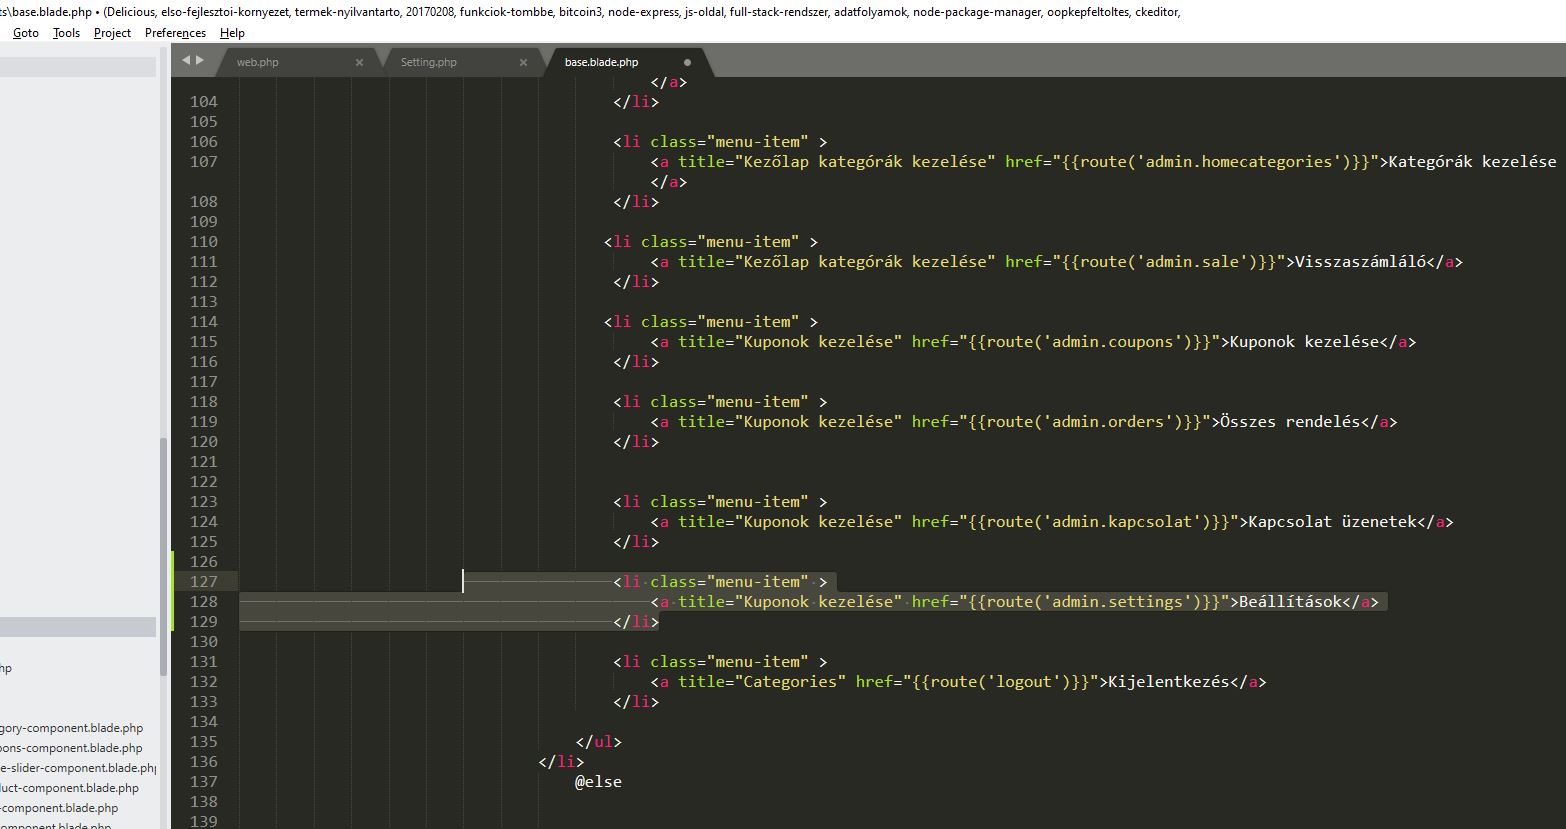 ts\base.blade.php • (Delicious, elso-fejlesztoi-kornyezet, termek-nyilvantarto, 20170208, funkciok-tombbe, bitcoin3, node-express, js-oldal, full-stack-rendszer, adatfolyamok, node-package-manager, oopkepfeltoltes, ckeditor,
Goto Tools Project Preferences Help
web.php × Setting.php × base.blade.php
</a>
104 </li>
105
106 <li class="menu-item" >
107 <a title="Kezőlap kategórák kezelése" href="{{route('admin.homecategories')}}">Kategórák kezelése
</a>
108 </li>
109
110 <li class="menu-item" >
111 <a title="Kezőlap kategórák kezelése" href="{{route('admin.sale')}}">Visszaszámláló</a>
112 </li>
113
114 <li class="menu-item" >
115 <a title="Kuponok kezelése" href="{{route('admin.coupons')}}">Kuponok kezelése</a>
116 </li>
117
118 <li class="menu-item" >
119 <a title="Kuponok kezelése" href="{{route('admin.orders')}}">Összes rendelés</a>
120 </li>
121
122
123 <li class="menu-item" >
124 <a title="Kuponok kezelése" href="{{route('admin.kapcsolat')}}">Kapcsolat üzenetek</a>
125 </li>
126
127 <li class="menu-item" >
128 <a title="Kuponok kezelése" href="{{route('admin.settings')}}">Beállítások</a>
129 </li>
130
131 <li class="menu-item" >
132 <a title="Categories" href="{{route('logout')}}">Kijelentkezés</a>
133 </li>
134
135 </ul>
136 </li>
137 @else
138
139
hp
gory-component.blade.php
pons-component.blade.php
e-slider-component.blade.php
duct-component.blade.php
-component.blade.php
component.blade.php